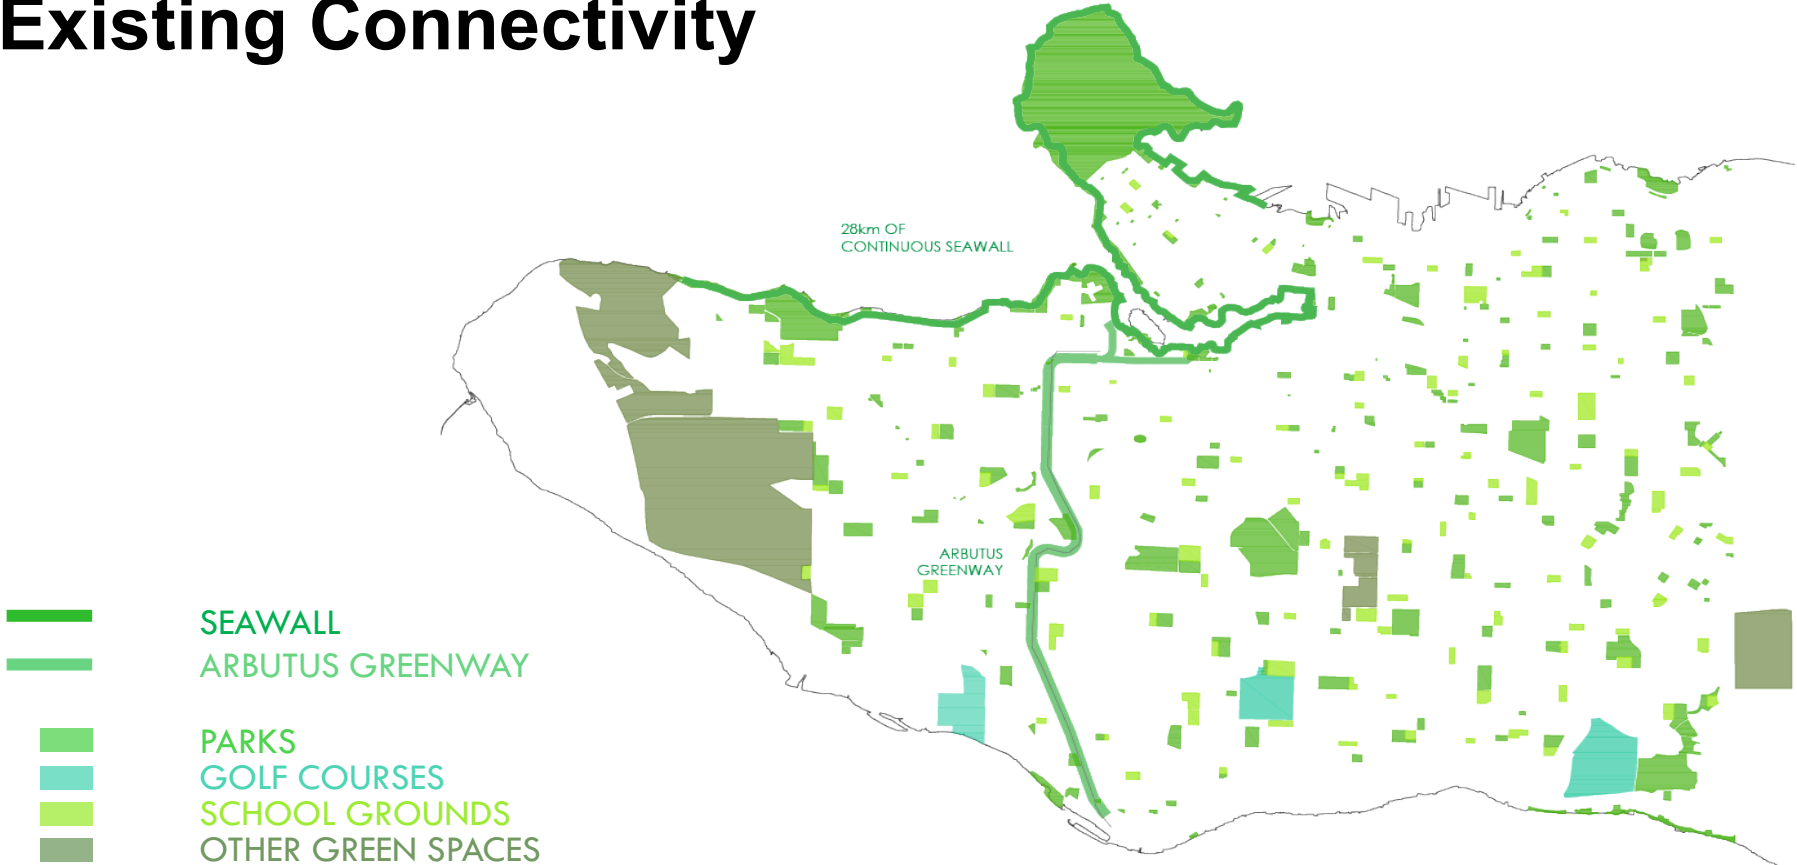 Existing Connectivity
28km OF
CONTINUOUS SEAWALL
ARBUTUS
GREENWAY
SEAWALL
ARBUTUS GREENWAY
PARKS
GOLF COURSES
SCHOOL GROUNDS
OTHER GREEN SPACES